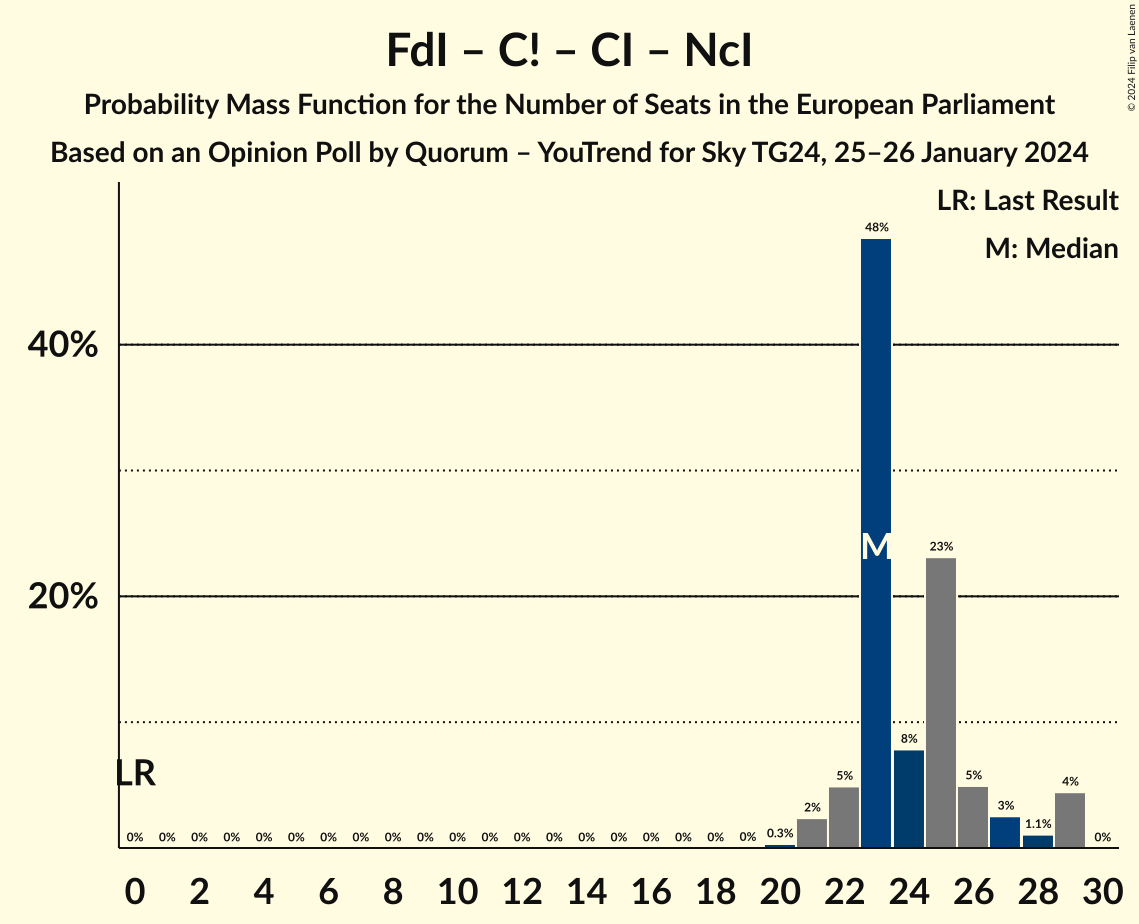 FdI – C! – CI – NcI
Probability Mass Function for the Number of Seats in the European Parliament
Based on an Opinion Poll by Quorum – YouTrend for Sky TG24, 25–26 January 2024
© 2024 Filip van Laenen
LR: Last Result
M: Median
48%
40%
M
23%
20%
8%
LR
5%
5%
4%
3%
2%
1.1%
0% 0% 0% 0% 0% 0% 0% 0% 0% 0% 0% 0% 0% 0% 0% 0% 0% 0% 0% 0% 0.3% 0%
0 2 4 6 8 10 12 14 16 18 20 22 24 26 28 30